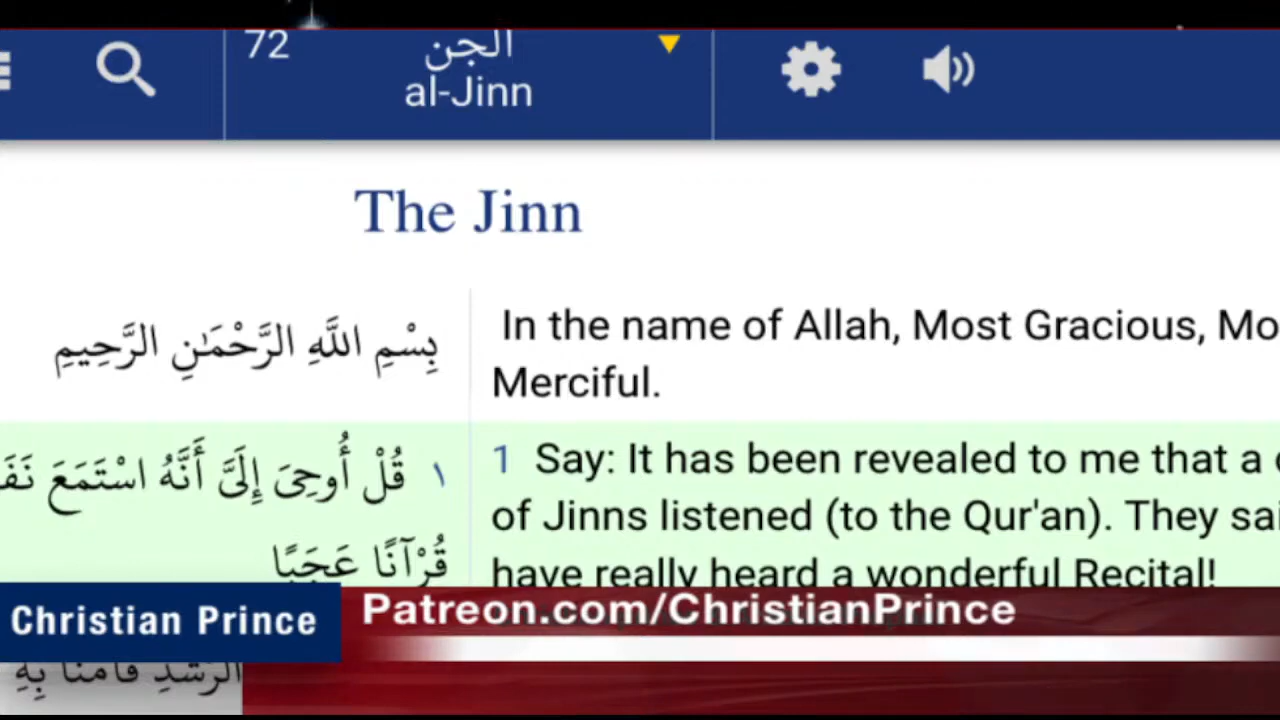 72
الجن
al-Jinn
The Jinn
بِسْمِ اللَّهِ الرَّحْمَـٰنِ الرَّحِيمِ
In the name of Allah, Most Gracious, Mo
Merciful.
١ قُلْ أُوحِيَ إِلَيَّ أَنَّهُ اسْتَمَعَ نَفَ
قُرْآنًا عَجَبًا
1 Say: It has been revealed to me that a
of Jinns listened (to the Qur'an). They sai
have really heard a wonderful Recital!
Christian Prince
Patreon.com/ChristianPrince
الرُّشْدِ فَآمَنَّا بِهِ